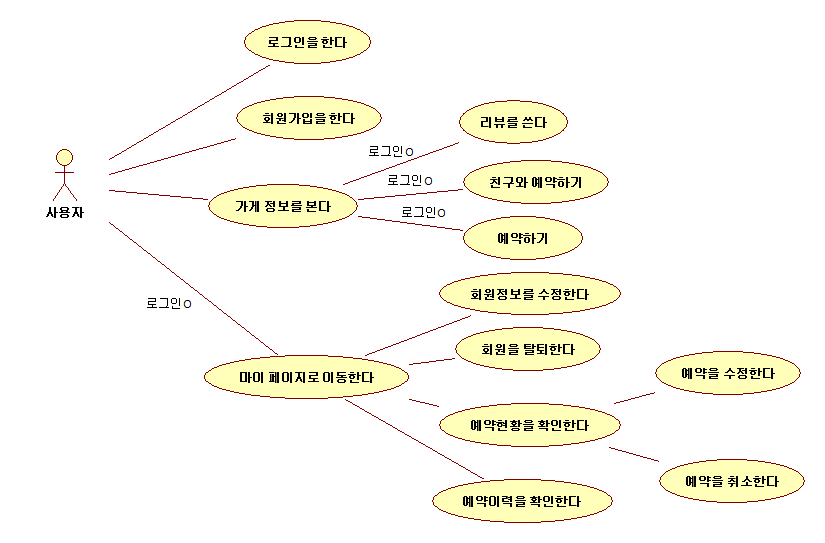 로그인을 한다
회원가입을 한다
리뷰를 쓴다
로그인O
친구와 예약하기
로그인O
사용자
가게 정보를 본다
로그인O
예약하기
회원정보를 수정한다
로그인O
회원을 탈퇴한다
마이 페이지로 이동한다
예약을 수정한다
예약현황을 확인한다
예약을 취소한다
예약이력을 확인한다